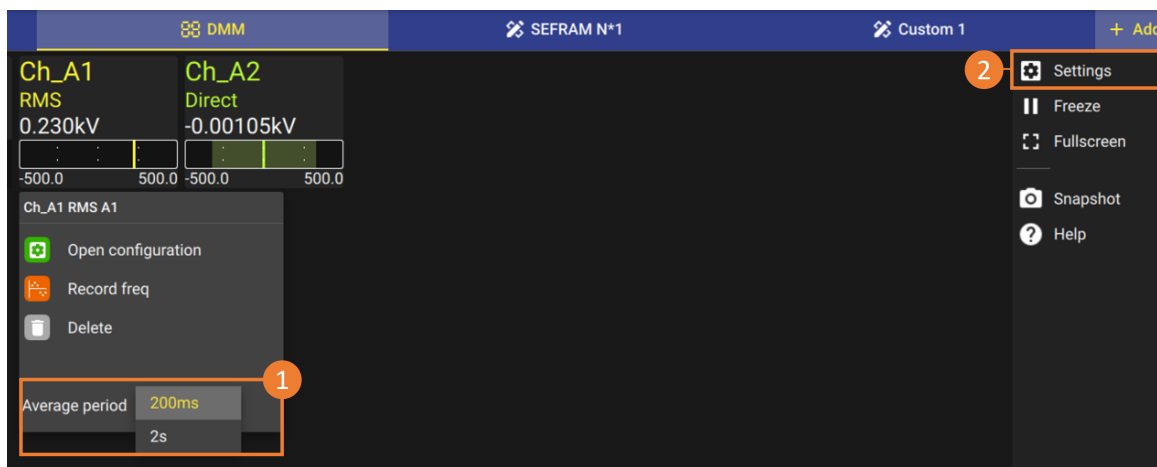 DMM
SEFRAM N*1
Custom 1
+ Add
Ch_A1
RMS
0.230kV
-500.0 500.0
Ch_A2
Direct
-0.00105kV
-500.0 500.0
2
Settings
Freeze
Fullscreen
Snapshot
? Help
Ch_A1 RMS A1
Open configuration
Record freq
Delete
1
Average period 200ms
2s